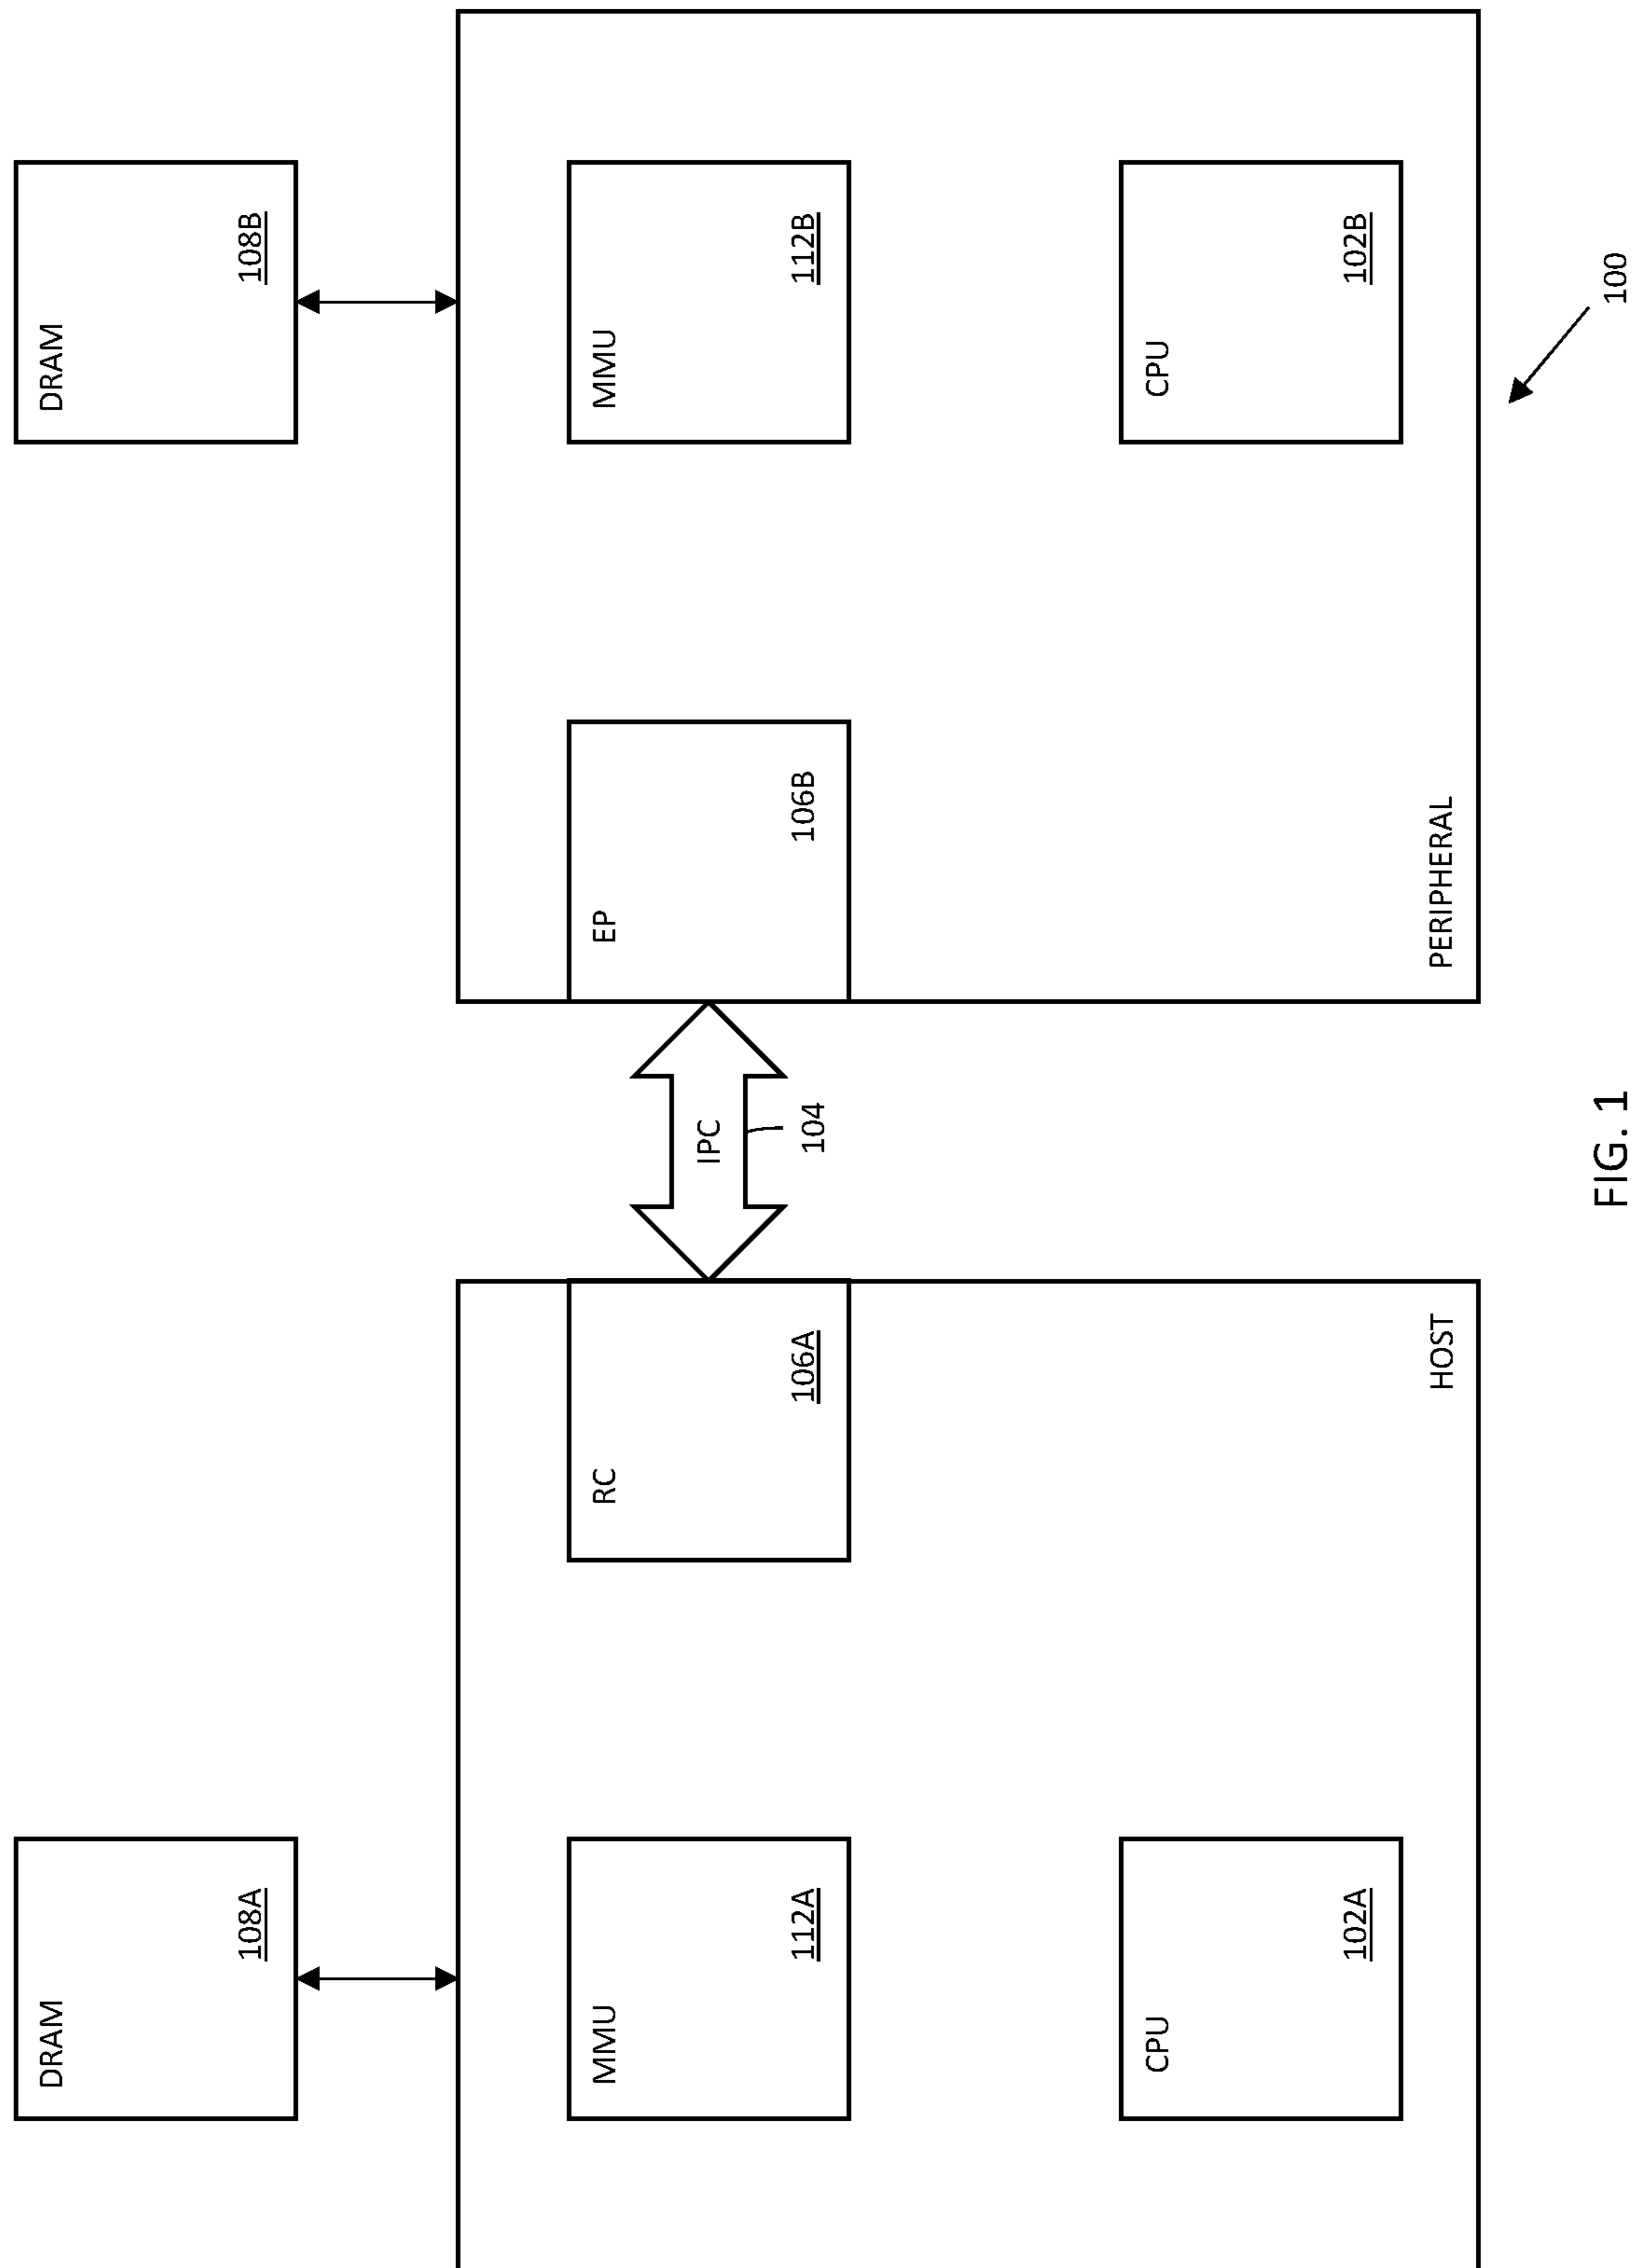 DRAM
108A
DRAM
108B
MMU
112A
RC
106A
IPC
104
EP
106B
MMU
112B
CPU
102A
CPU
102B
HOST
PERIPHERAL
100
FIG. 1